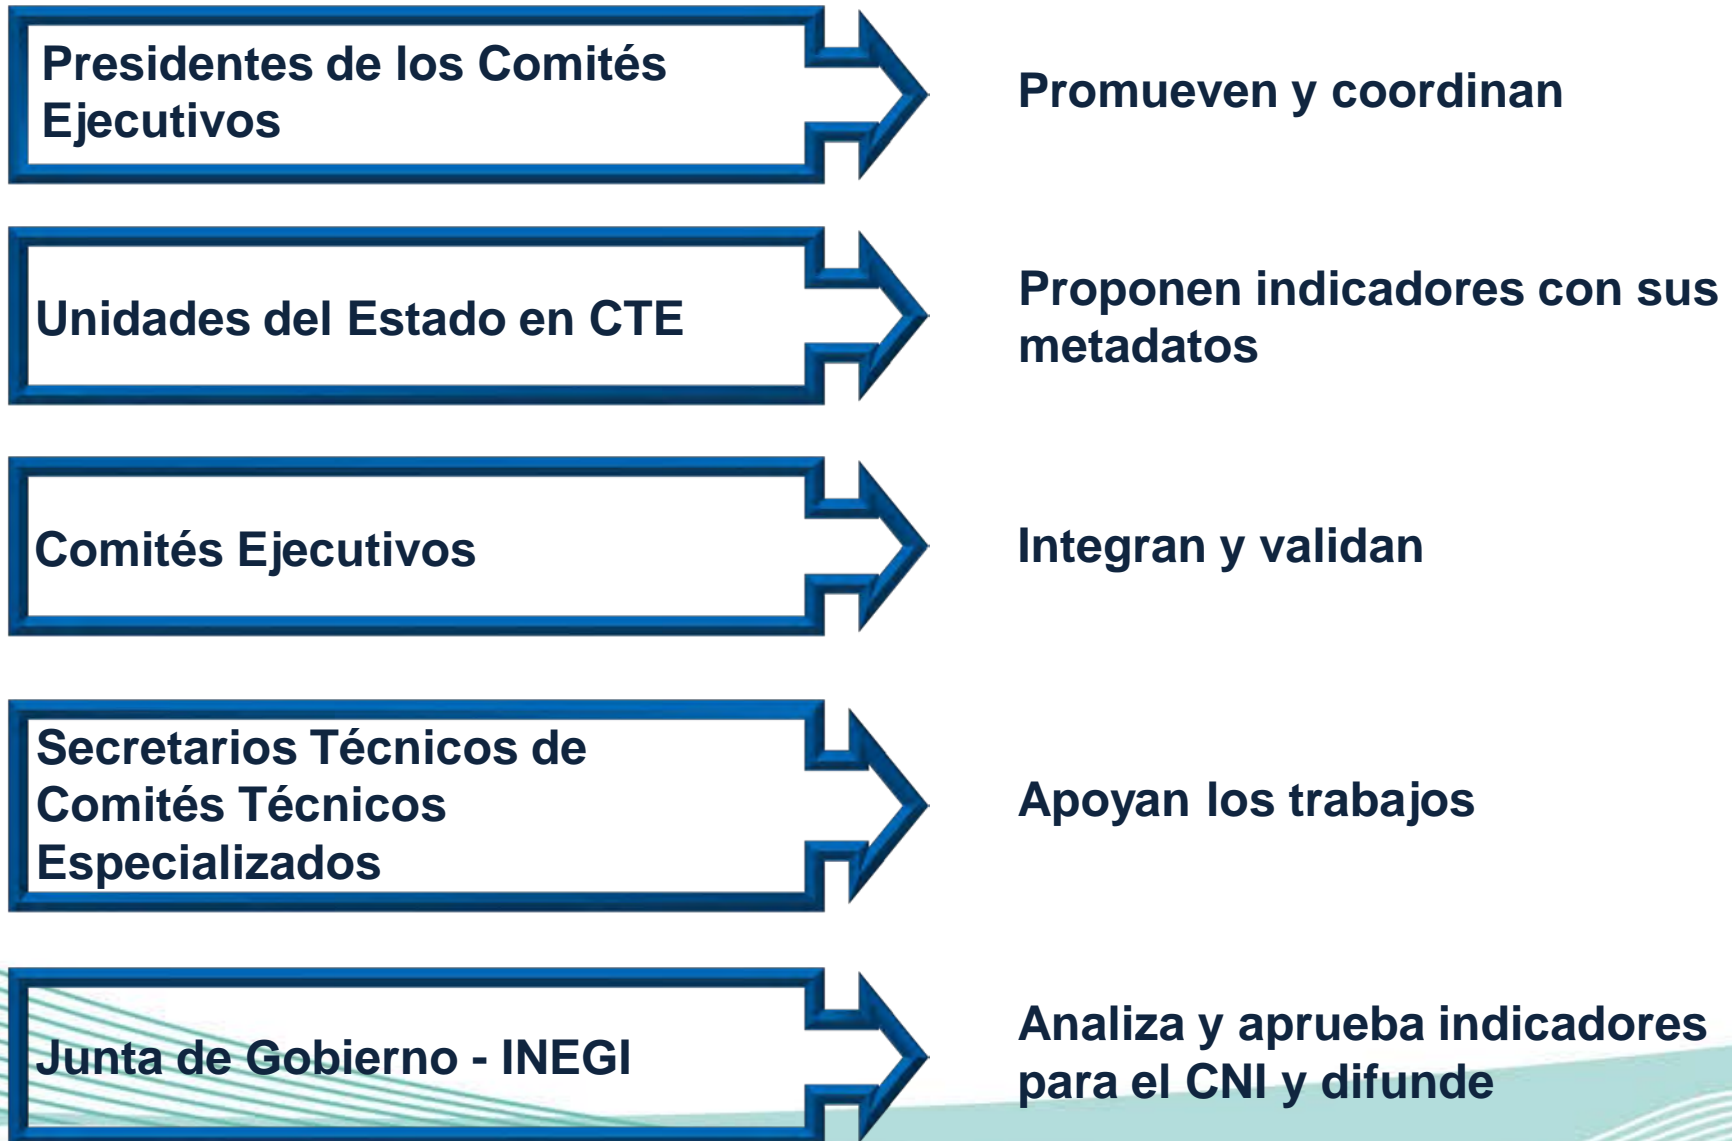 Presidentes de los Comités
Ejecutivos
Promueven y coordinan
Unidades del Estado en CTE
Proponen indicadores con sus
metadatos
Comités Ejecutivos
Integran y validan
Secretarios Técnicos de
Comités Técnicos
Especializados
Apoyan los trabajos
Junta de Gobierno - INEGI
Analiza y aprueba indicadores
para el CNI y difunde